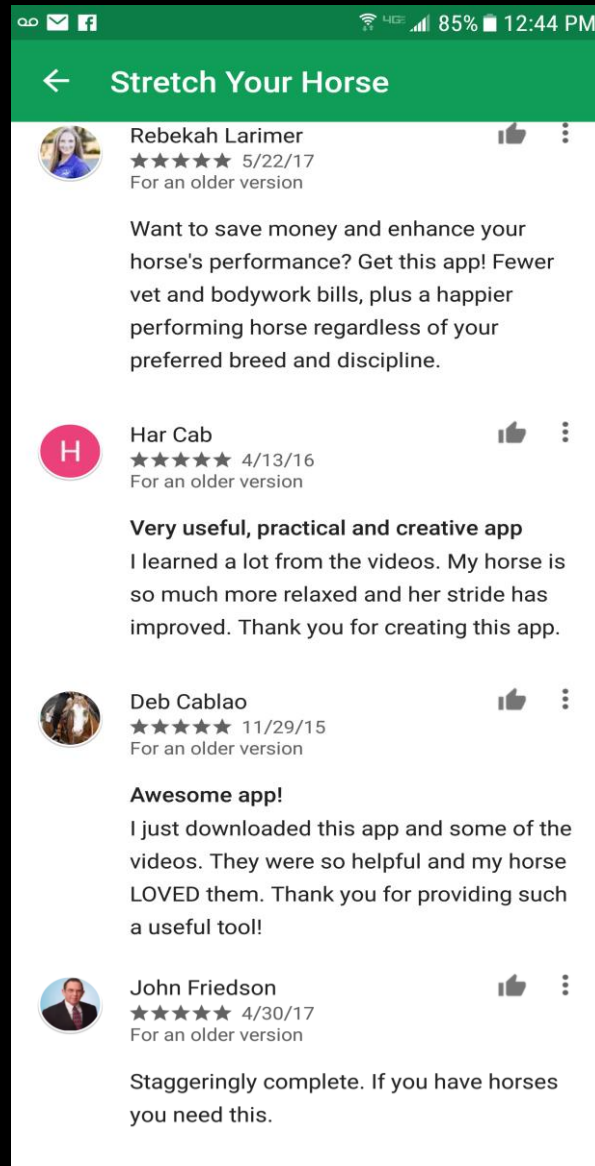 4G 85% 12:44 PM
Stretch Your Horse
Rebekah Larimer
★★★★★ 5/22/17
For an older version
Want to save money and enhance your
horse's performance? Get this app! Fewer
vet and bodywork bills, plus a happier
performing horse regardless of your
preferred breed and discipline.
H
Har Cab
★★★★★ 4/13/16
For an older version
Very useful, practical and creative app
I learned a lot from the videos. My horse is
so much more relaxed and her stride has
improved. Thank you for creating this app.
Deb Cablao
★★★★★ 11/29/15
For an older version
Awesome app!
I just downloaded this app and some of the
videos. They were so helpful and my horse
LOVED them. Thank you for providing such
a useful tool!
John Friedson
★★★★★ 4/30/17
For an older version
Staggeringly complete. If you have horses
you need this.